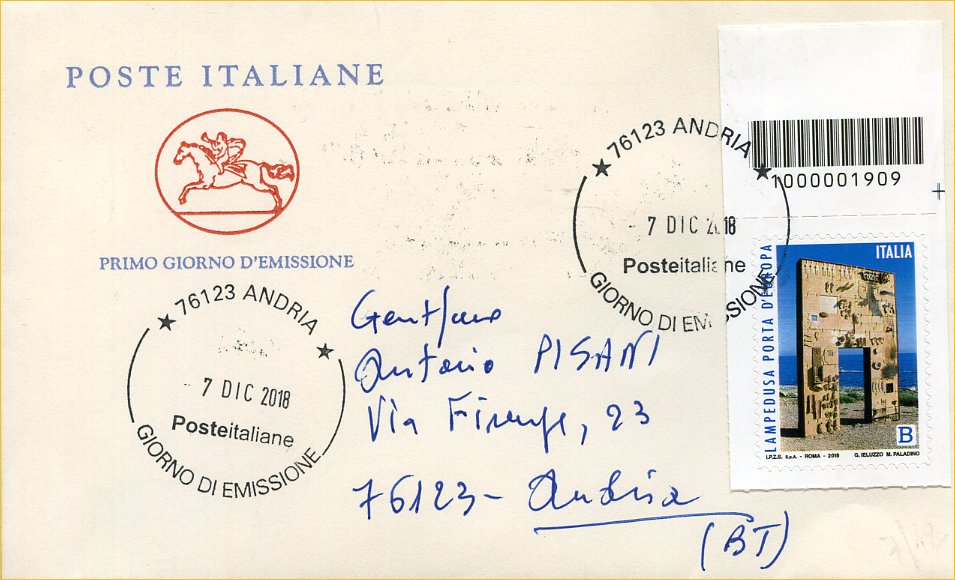 POSTE ITALIANE
PRIMO GIORNO D'EMISSIONE
76123 ANDRIA
7 DIC 2018
Posteitaliane
GIORNO DI EMISSIONE
76123 ANDRIA
7 DIC 2018
Posteitaliane
GIORNO DI EMISSIONE
1000001909
ITALIA
LAMPEDUSA PORTA D'EUROPA
B
I.P.Z.S. S.p.A. - ROMA - 2018
G. IELUZZO M. PALADINO
Antonio PISANI
Via Firenze, 23
76123 - Andria
(BT)